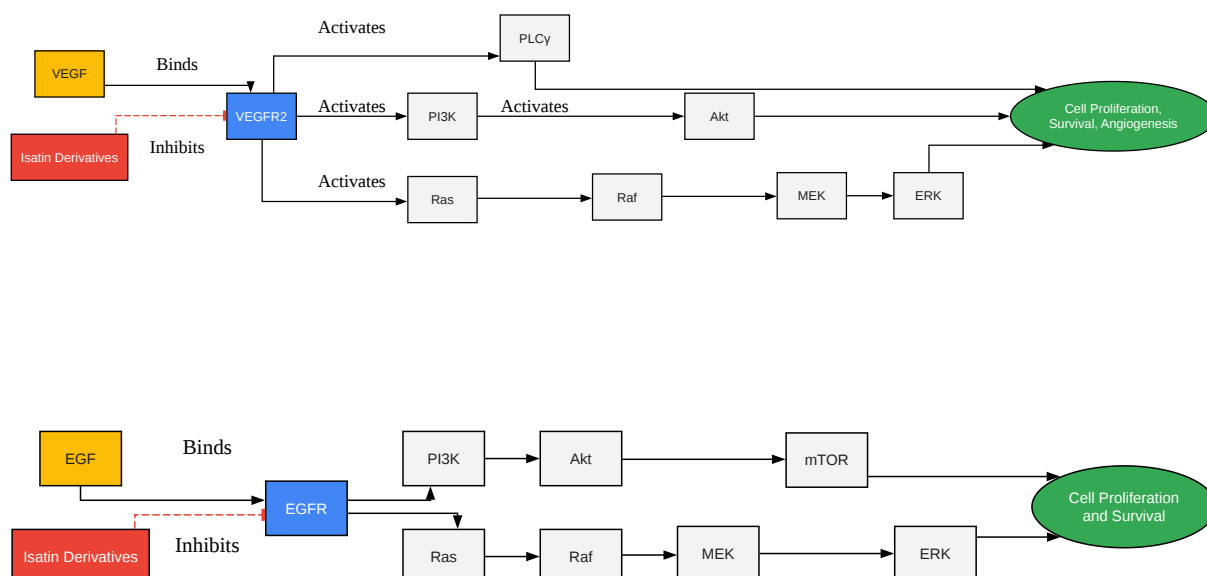 Activates
PLCγ
VEGF
Binds
VEGFR2
Activates
PI3K
Activates
Akt
Cell Proliferation,
Survival, Angiogenesis
Isatin Derivatives
Inhibits
Activates
Ras
Raf
MEK
ERK
EGF
Binds
PI3K
Akt
mTOR
EGFR
Cell Proliferation
and Survival
Isatin Derivatives
Inhibits
Ras
Raf
MEK
ERK